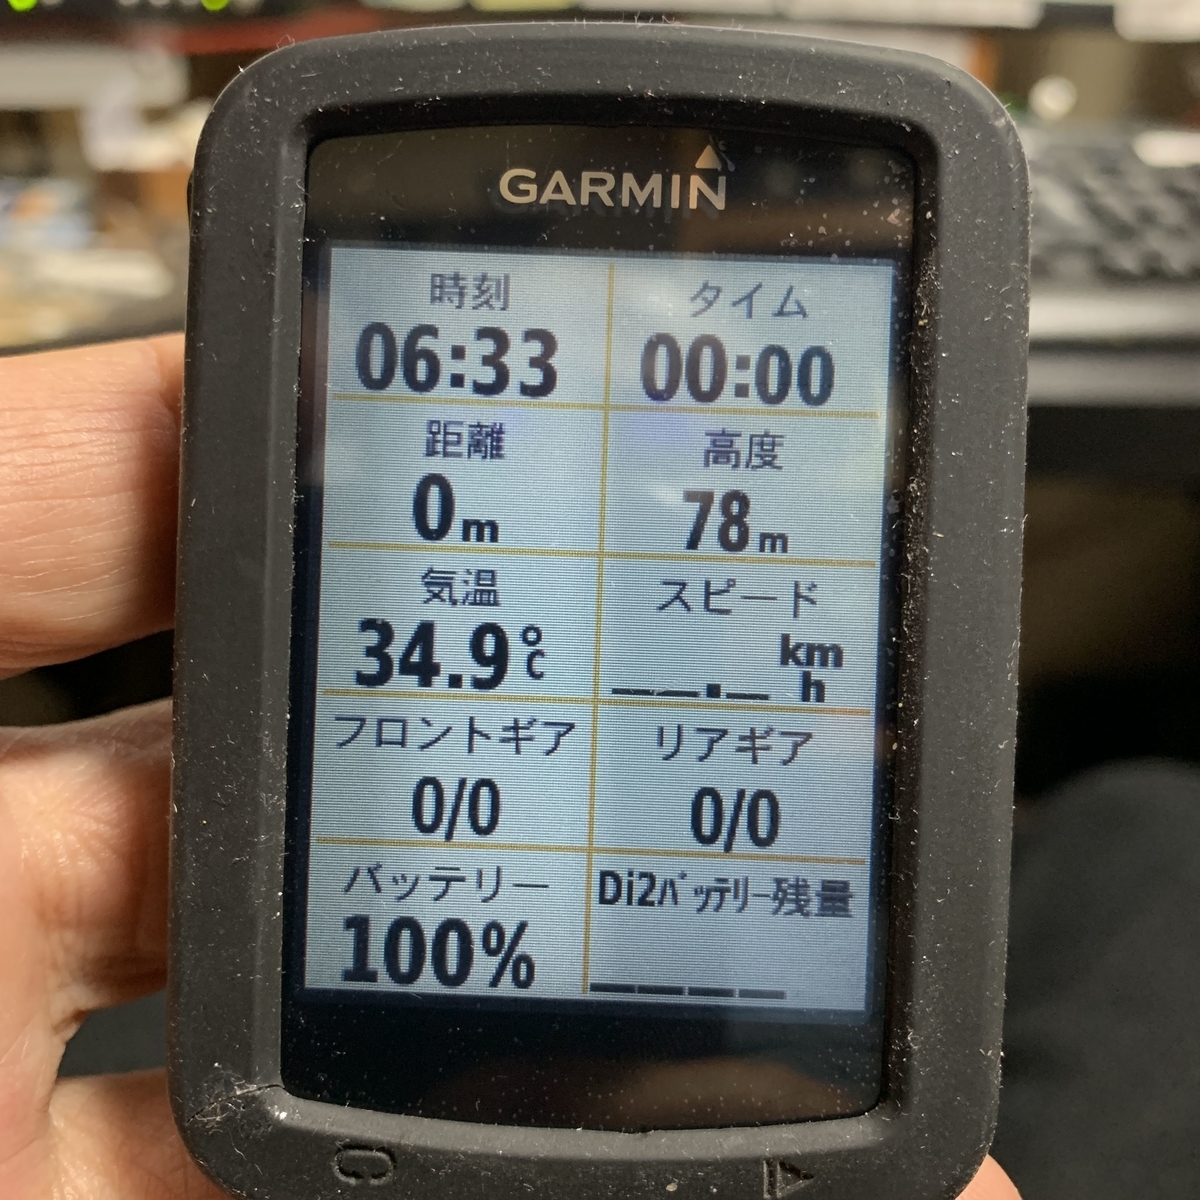 GARMIN
時刻
06:33
タイム
00:00
距離
0m
高度
78m
気温
34.9℃
スピード
__._ km
h
フロントギア
0/0
リアギア
0/0
バッテリー
100%
Di2ﾊﾞｯﾃﾘｰ残量
____